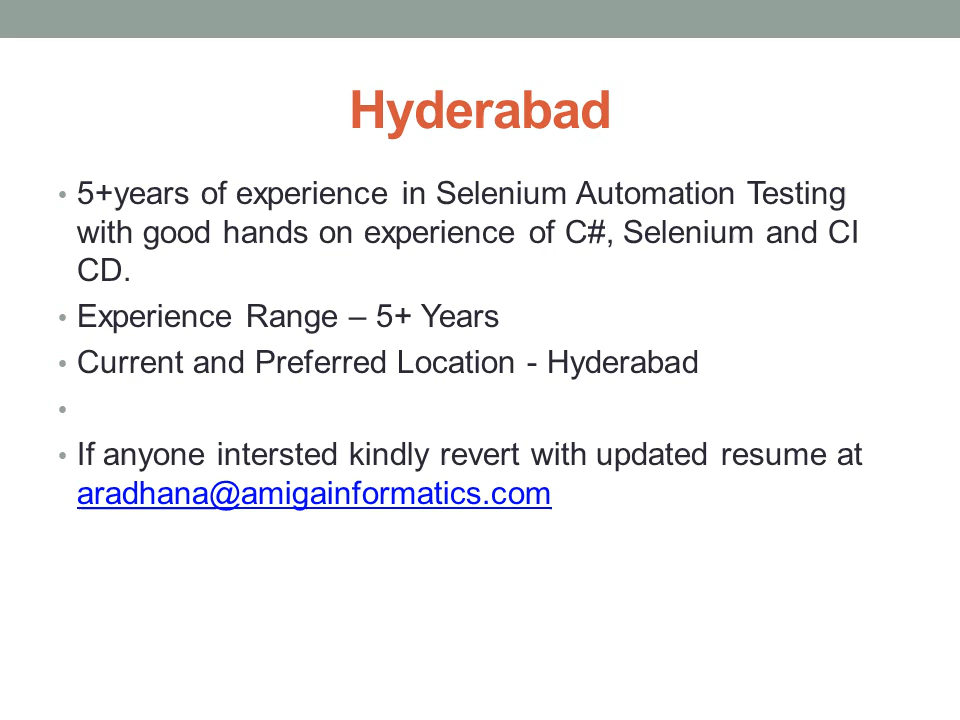 Hyderabad
• 5+years of experience in Selenium Automation Testing
with good hands on experience of C#, Selenium and CI
CD.
• Experience Range – 5+ Years
• Current and Preferred Location - Hyderabad
•
• If anyone intersted kindly revert with updated resume at
aradhana@amigainformatics.com